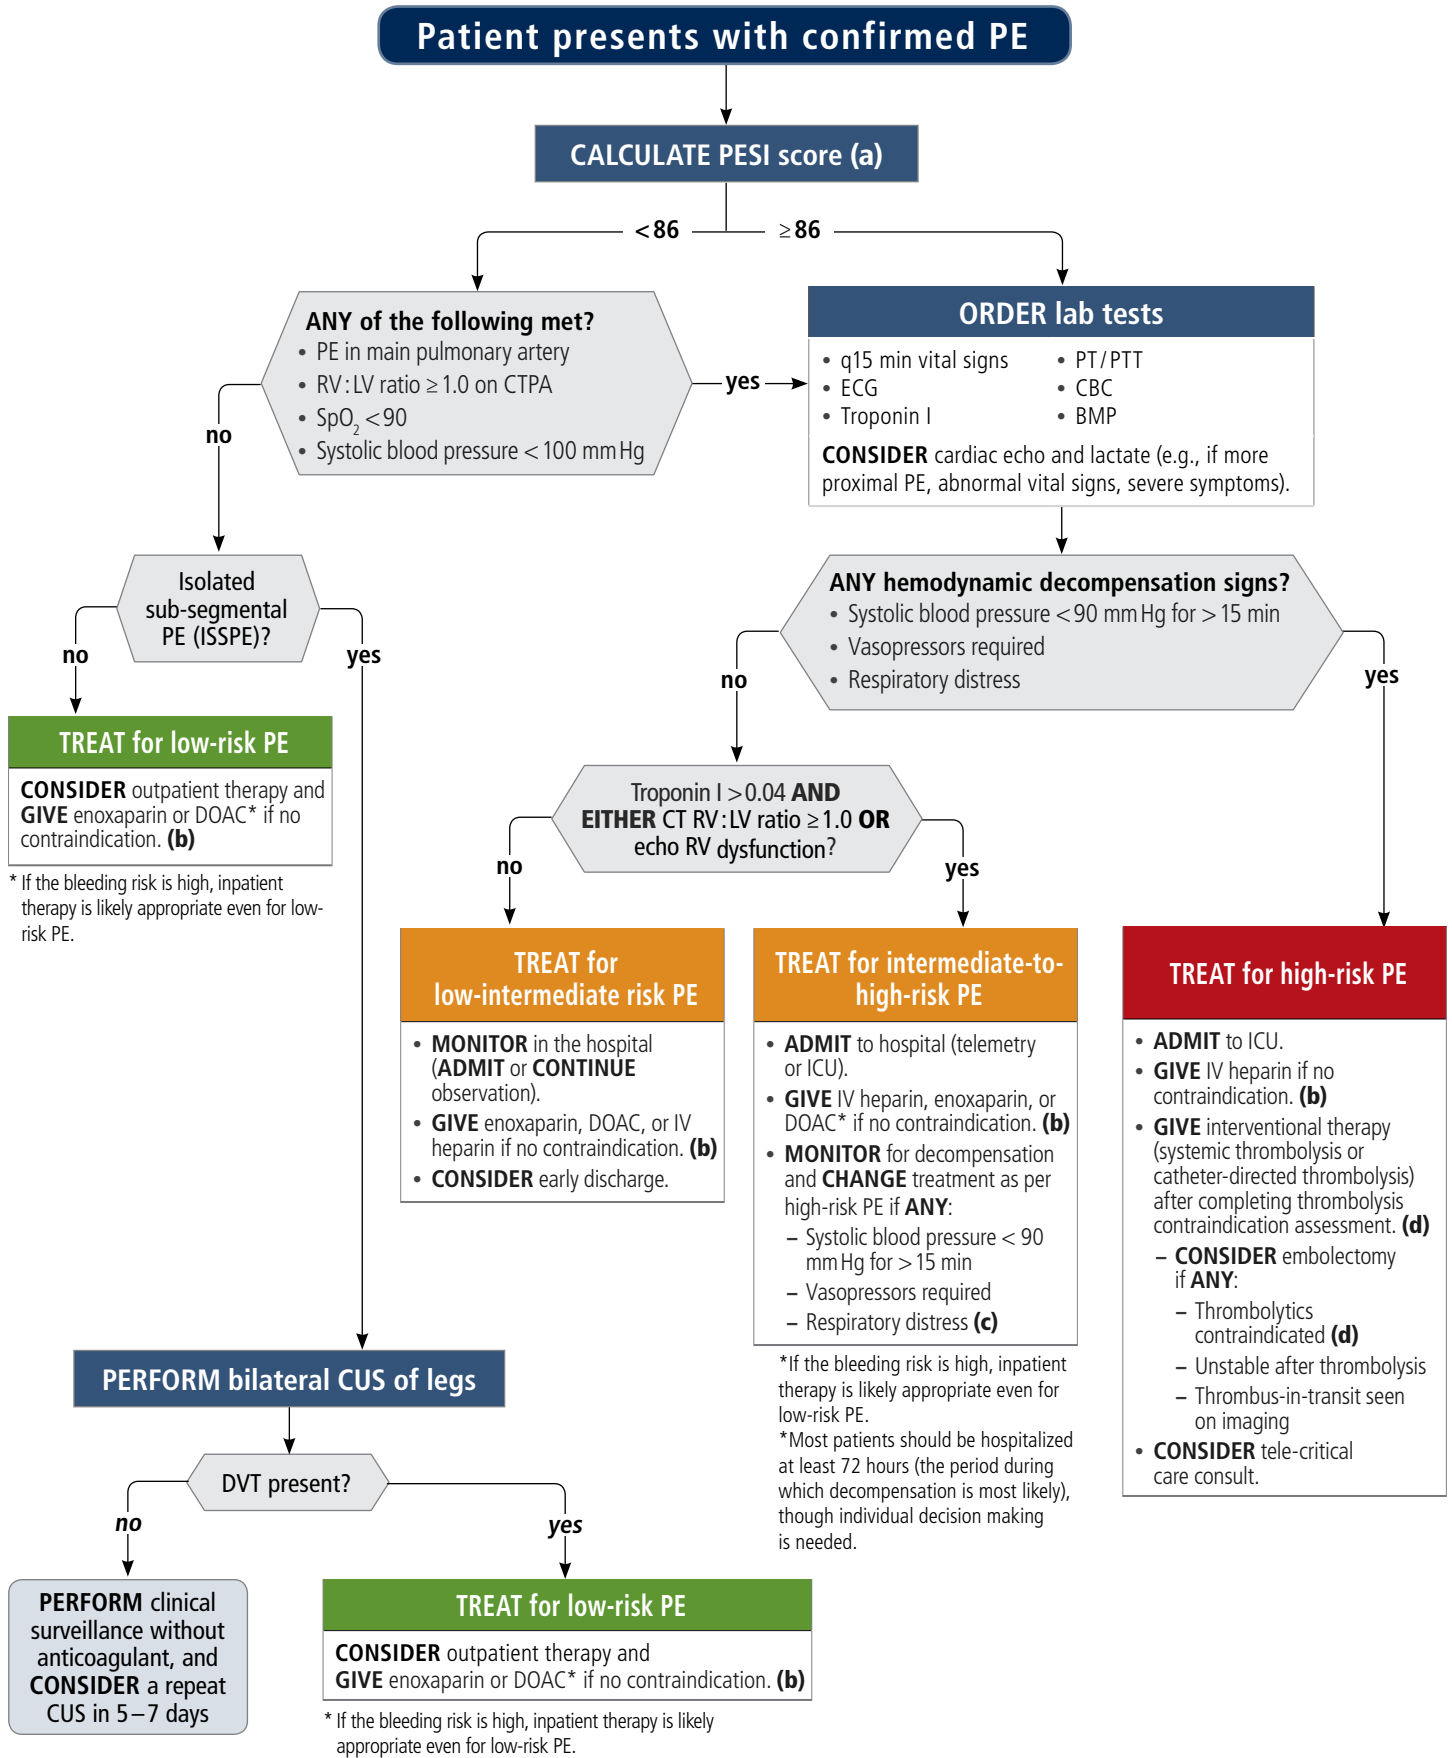 Patient presents with confirmed PE
CALCULATE PESI score (a)
<86
≥86
ANY of the following met?
• PE in main pulmonary artery
• RV:LV ratio ≥1.0 on CTPA
• SpO2 <90
• Systolic blood pressure <100 mm Hg
yes
no
ORDER lab tests
• q15 min vital signs
• ECG
• Troponin I
• PT/PTT
• CBC
• BMP
CONSIDER cardiac echo and lactate (e.g., if more
proximal PE, abnormal vital signs, severe symptoms).
Isolated
sub-segmental
PE (ISSPE)?
no
yes
ANY hemodynamic decompensation signs?
• Systolic blood pressure <90 mm Hg for >15 min
• Vasopressors required
• Respiratory distress
no
yes
TREAT for low-risk PE
CONSIDER outpatient therapy and
GIVE enoxaparin or DOAC* if no
contraindication. (b)
* If the bleeding risk is high, inpatient
therapy is likely appropriate even for low-
risk PE.
Troponin I >0.04 AND
EITHER CT RV:LV ratio ≥1.0 OR
echo RV dysfunction?
no
yes
TREAT for
low-intermediate risk PE
• MONITOR in the hospital
(ADMIT or CONTINUE
observation).
• GIVE enoxaparin, DOAC, or IV
heparin if no contraindication. (b)
• CONSIDER early discharge.
TREAT for intermediate-to-
high-risk PE
• ADMIT to hospital (telemetry
or ICU).
• GIVE IV heparin, enoxaparin, or
DOAC* if no contraindication. (b)
• MONITOR for decompensation
and CHANGE treatment as per
high-risk PE if ANY:
– Systolic blood pressure < 90
mm Hg for >15 min
– Vasopressors required
– Respiratory distress (c)
*If the bleeding risk is high, inpatient
therapy is likely appropriate even for
low-risk PE.
*Most patients should be hospitalized
at least 72 hours (the period during
which decompensation is most likely),
though individual decision making
is needed.
TREAT for high-risk PE
• ADMIT to ICU.
• GIVE IV heparin if no
contraindication. (b)
• GIVE interventional therapy
(systemic thrombolysis or
catheter-directed thrombolysis)
after completing thrombolysis
contraindication assessment. (d)
– CONSIDER embolectomy
if ANY:
– Thrombolytics
contraindicated (d)
– Unstable after thrombolysis
– Thrombus-in-transit seen
on imaging
• CONSIDER tele-critical
care consult.
PERFORM bilateral CUS of legs
DVT present?
no
yes
PERFORM clinical
surveillance without
anticoagulant, and
CONSIDER a repeat
CUS in 5–7 days
TREAT for low-risk PE
CONSIDER outpatient therapy and
GIVE enoxaparin or DOAC* if no contraindication. (b)
* If the bleeding risk is high, inpatient therapy is likely
appropriate even for low-risk PE.